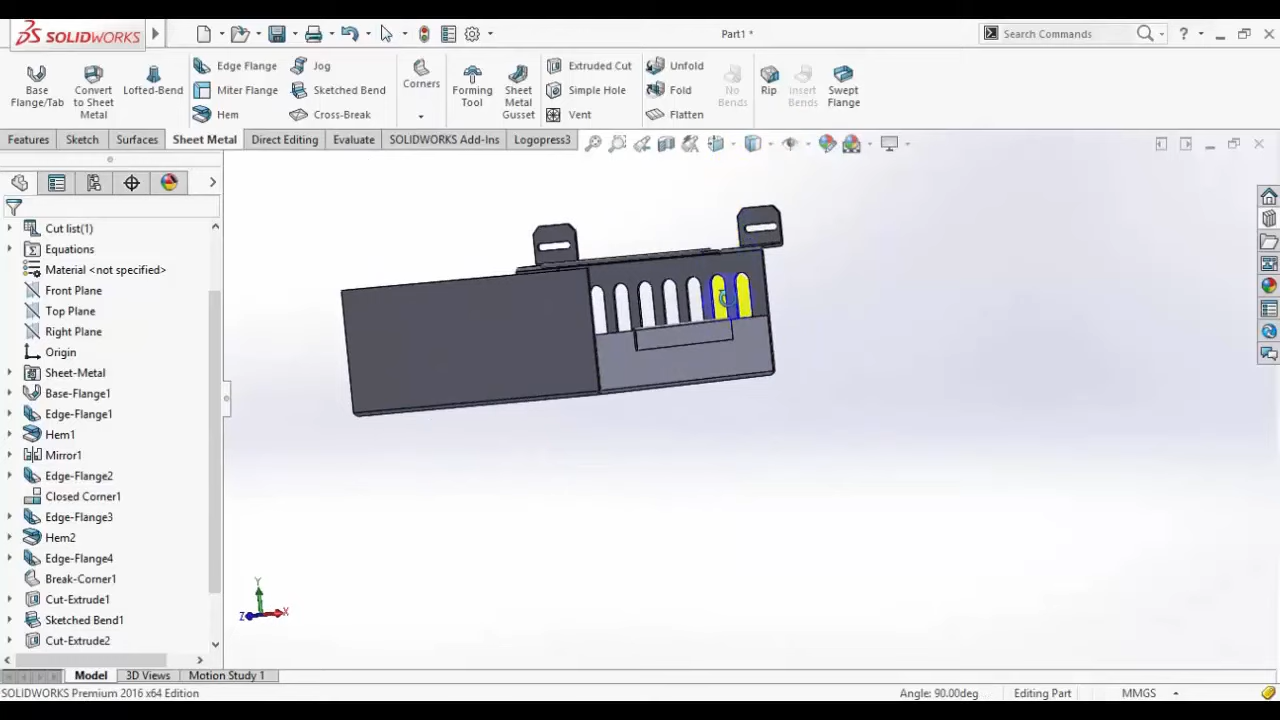 SOLIDWORKS
Part1 *
Search Commands
?
Base Flange/Tab
Convert to Sheet Metal
Lofted-Bend
Edge Flange
Miter Flange
Hem
Jog
Sketched Bend
Cross-Break
Corners
Forming Tool
Sheet Metal Gusset
Extruded Cut
Simple Hole
Vent
Unfold
Fold
Flatten
No Bends
Rip
Insert Bends
Swept Flange
Features Sketch Surfaces Sheet Metal Direct Editing Evaluate SOLIDWORKS Add-Ins Logopress3
Cut list(1)
Equations
Material <not specified>
Front Plane
Top Plane
Right Plane
Origin
Sheet-Metal
Base-Flange1
Edge-Flange1
Hem1
Mirror1
Edge-Flange2
Closed Corner1
Edge-Flange3
Hem2
Edge-Flange4
Break-Corner1
Cut-Extrude1
Sketched Bend1
Cut-Extrude2
Y
Z
X
Model 3D Views Motion Study 1
SOLIDWORKS Premium 2016 x64 Edition Angle: 90.00deg Editing Part MMGS